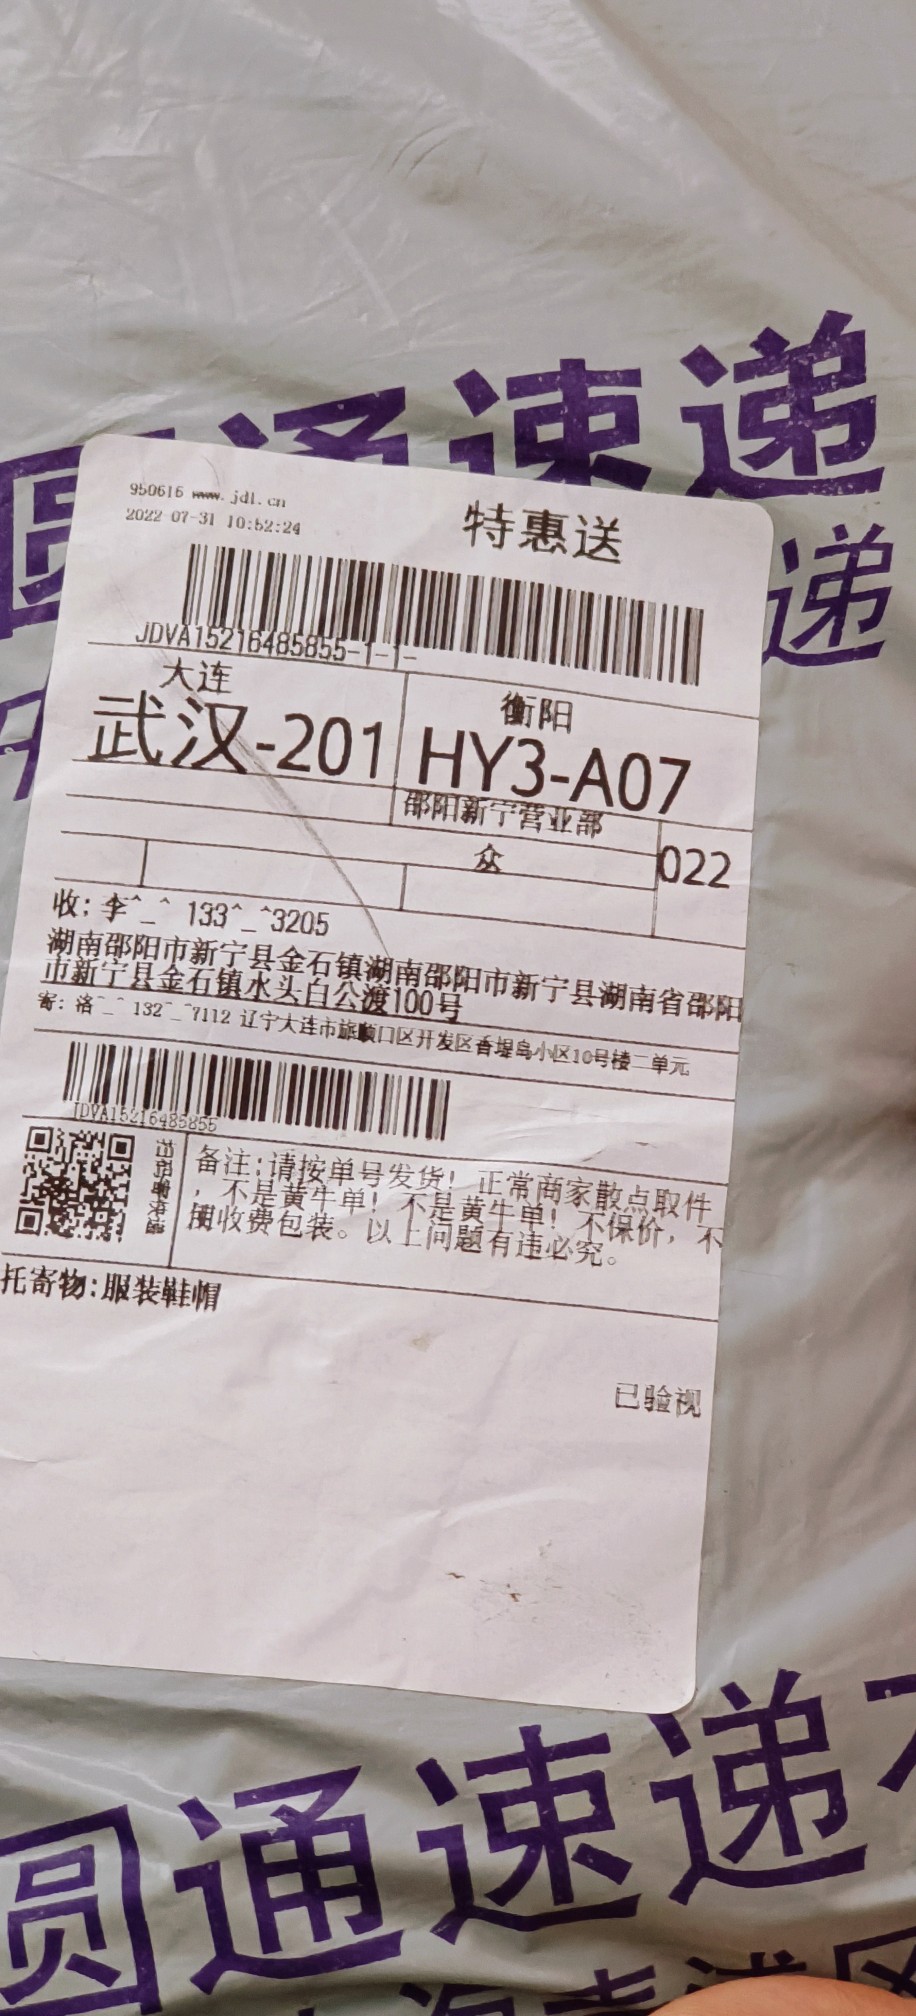 圆通速递
递
950616 www.jdl.cn
2022-07-31 10:52:24
特惠送
JDVA15216485855-1-1-
大连
武汉-201
衡阳
HY3-A07
邵阳新宁营业部
众
022
收: 李^_^ 133^_^3205
湖南邵阳市新宁县金石镇湖南邵阳市新宁县湖南省邵阳
市新宁县金石镇水头白公渡100号
寄: 洛^_^ 132^_^7112 辽宁大连市旅顺口区开发区香堤岛小区10号楼二单元
JDVA15216485855
备注:请按单号发货! 正常商家散点取件
, 不是黄牛单! 不是黄牛单! 不保价, 不
用收费包装。以上问题有违必究。
托寄物:服装鞋帽
已验视
圆通速递